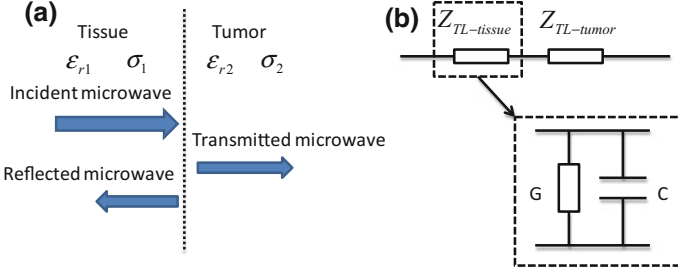 (a)
Tissue Tumor
εr1 σ1 εr2 σ2
Incident microwave
Transmitted microwave
Reflected microwave
(b)
ZTL−tissue ZTL−tumor
G C